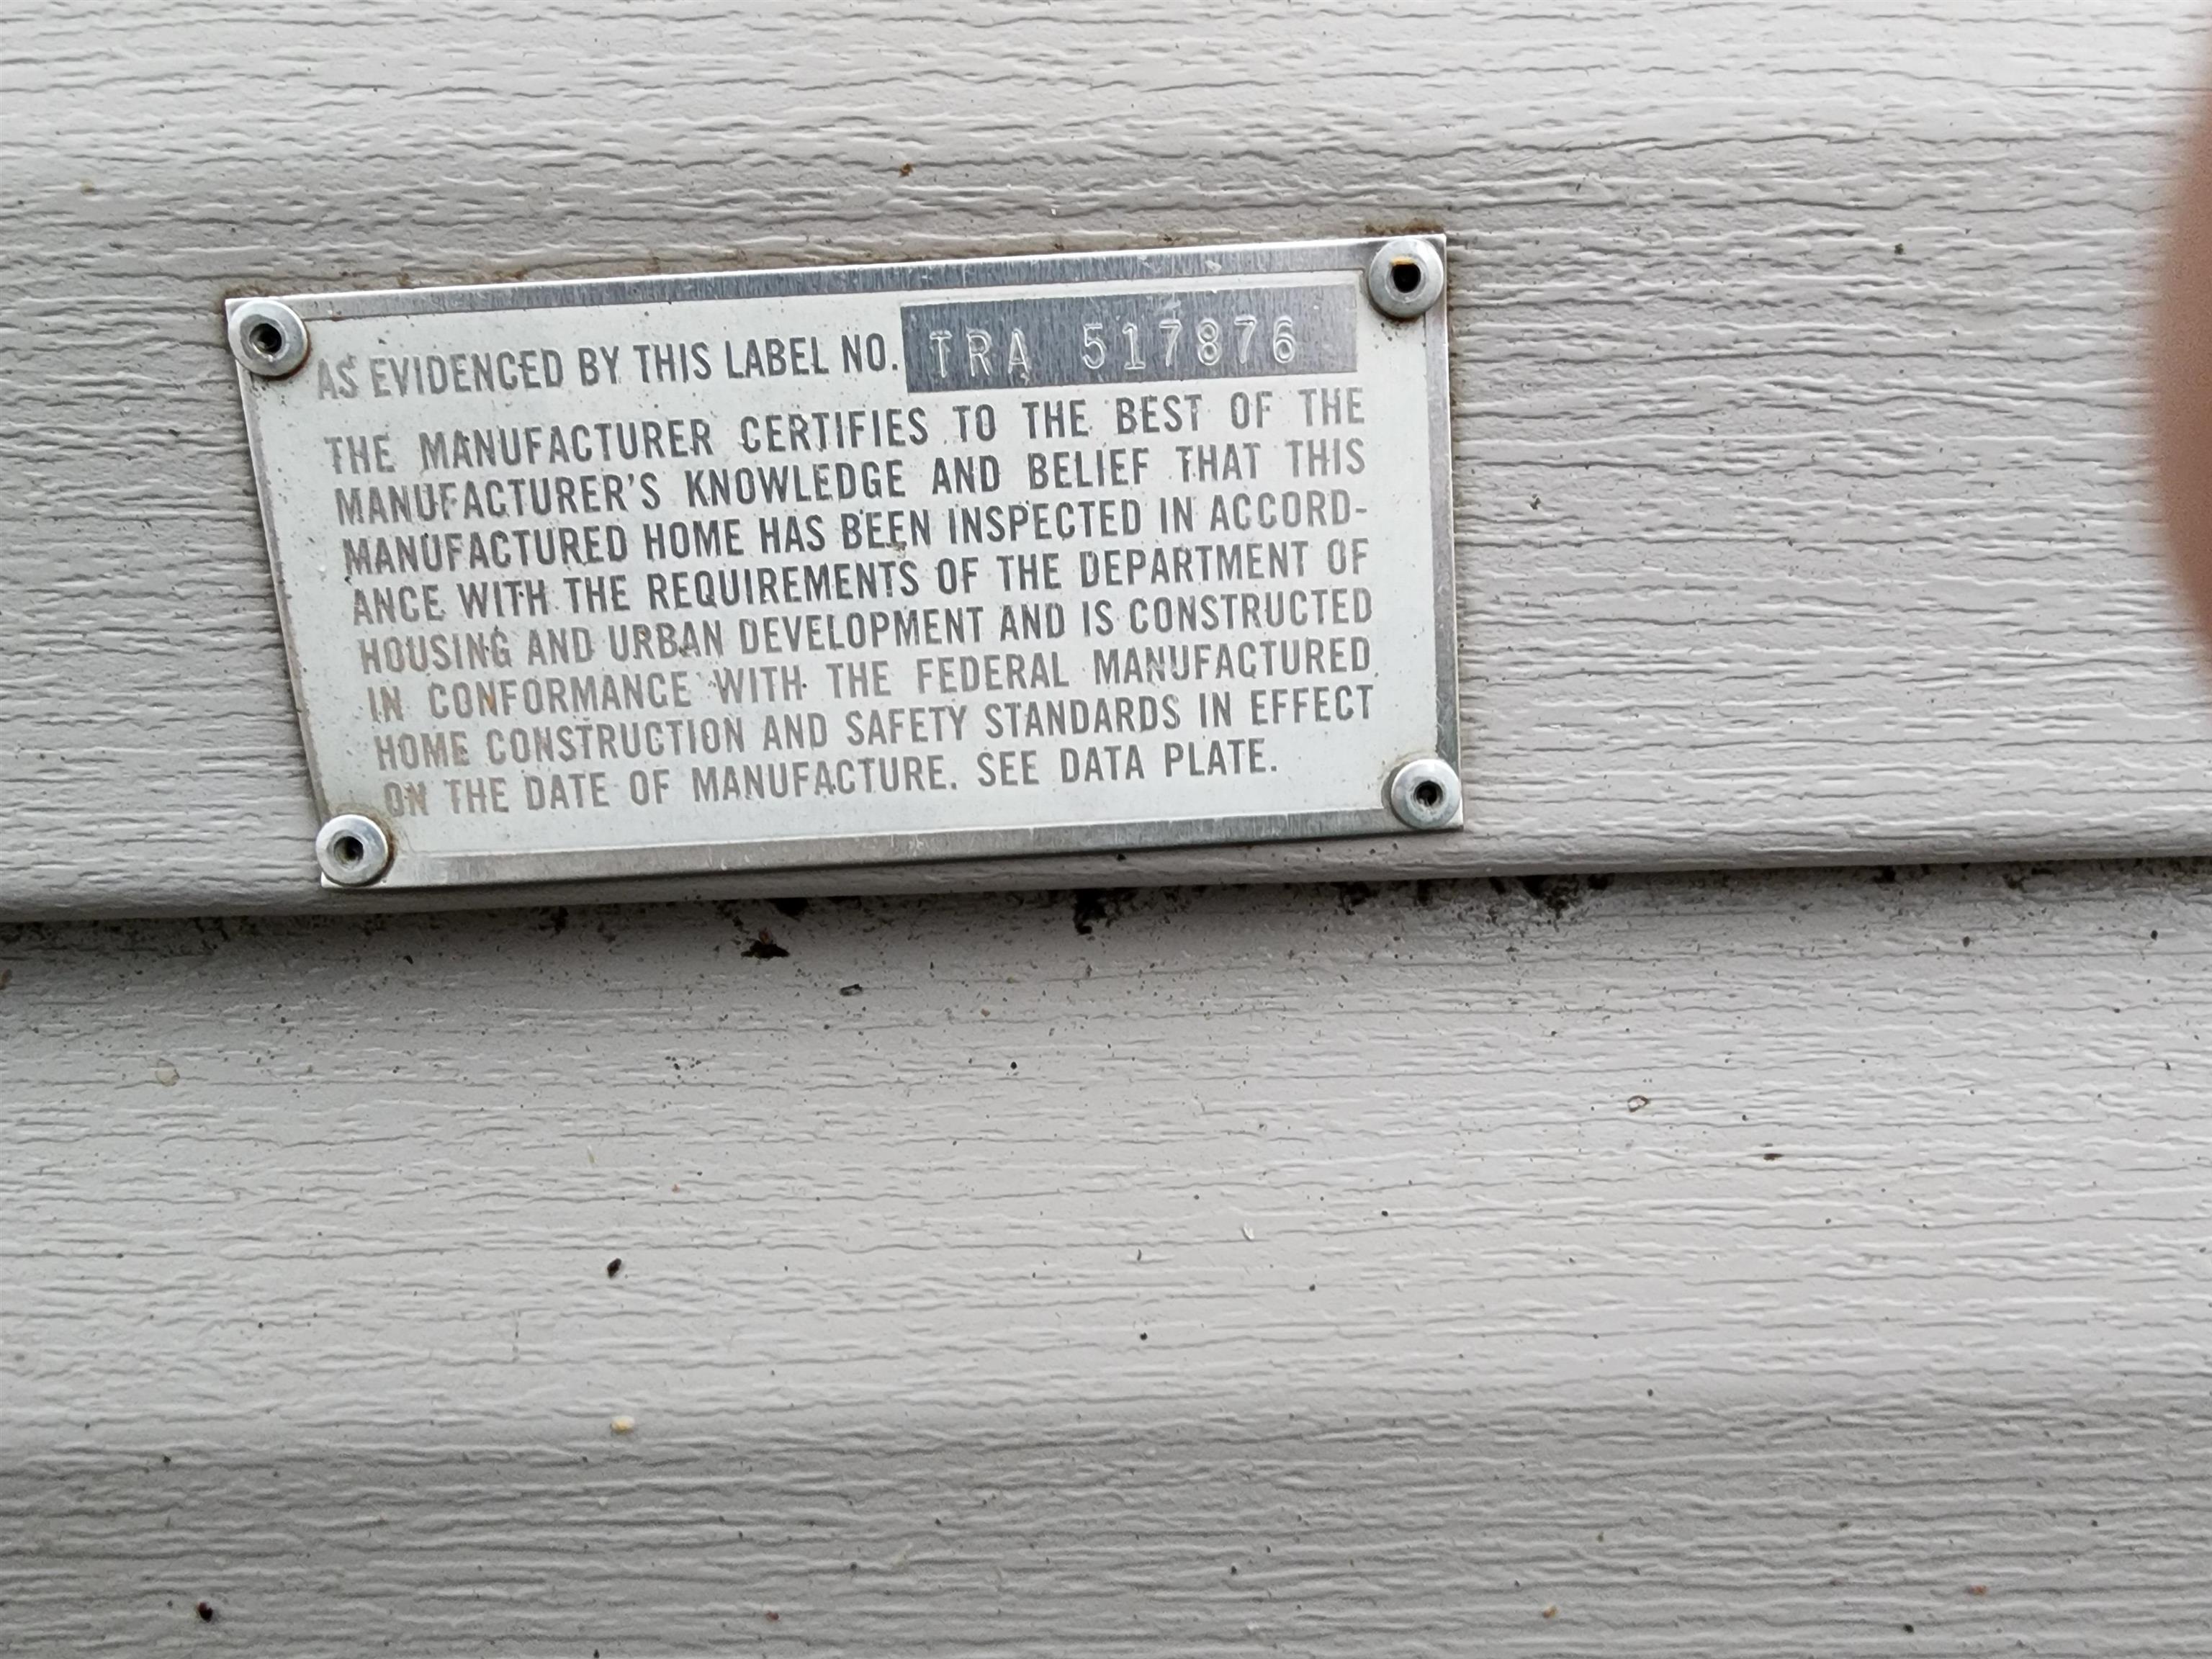 AS EVIDENCED BY THIS LABEL NO. TRA 517876
THE MANUFACTURER CERTIFIES TO THE BEST OF THE
MANUFACTURER'S KNOWLEDGE AND BELIEF THAT THIS
MANUFACTURED HOME HAS BEEN INSPECTED IN ACCORD-
ANCE WITH THE REQUIREMENTS OF THE DEPARTMENT OF
HOUSING AND URBAN DEVELOPMENT AND IS CONSTRUCTED
IN CONFORMANCE WITH THE FEDERAL MANUFACTURED
HOME CONSTRUCTION AND SAFETY STANDARDS IN EFFECT
ON THE DATE OF MANUFACTURE. SEE DATA PLATE.